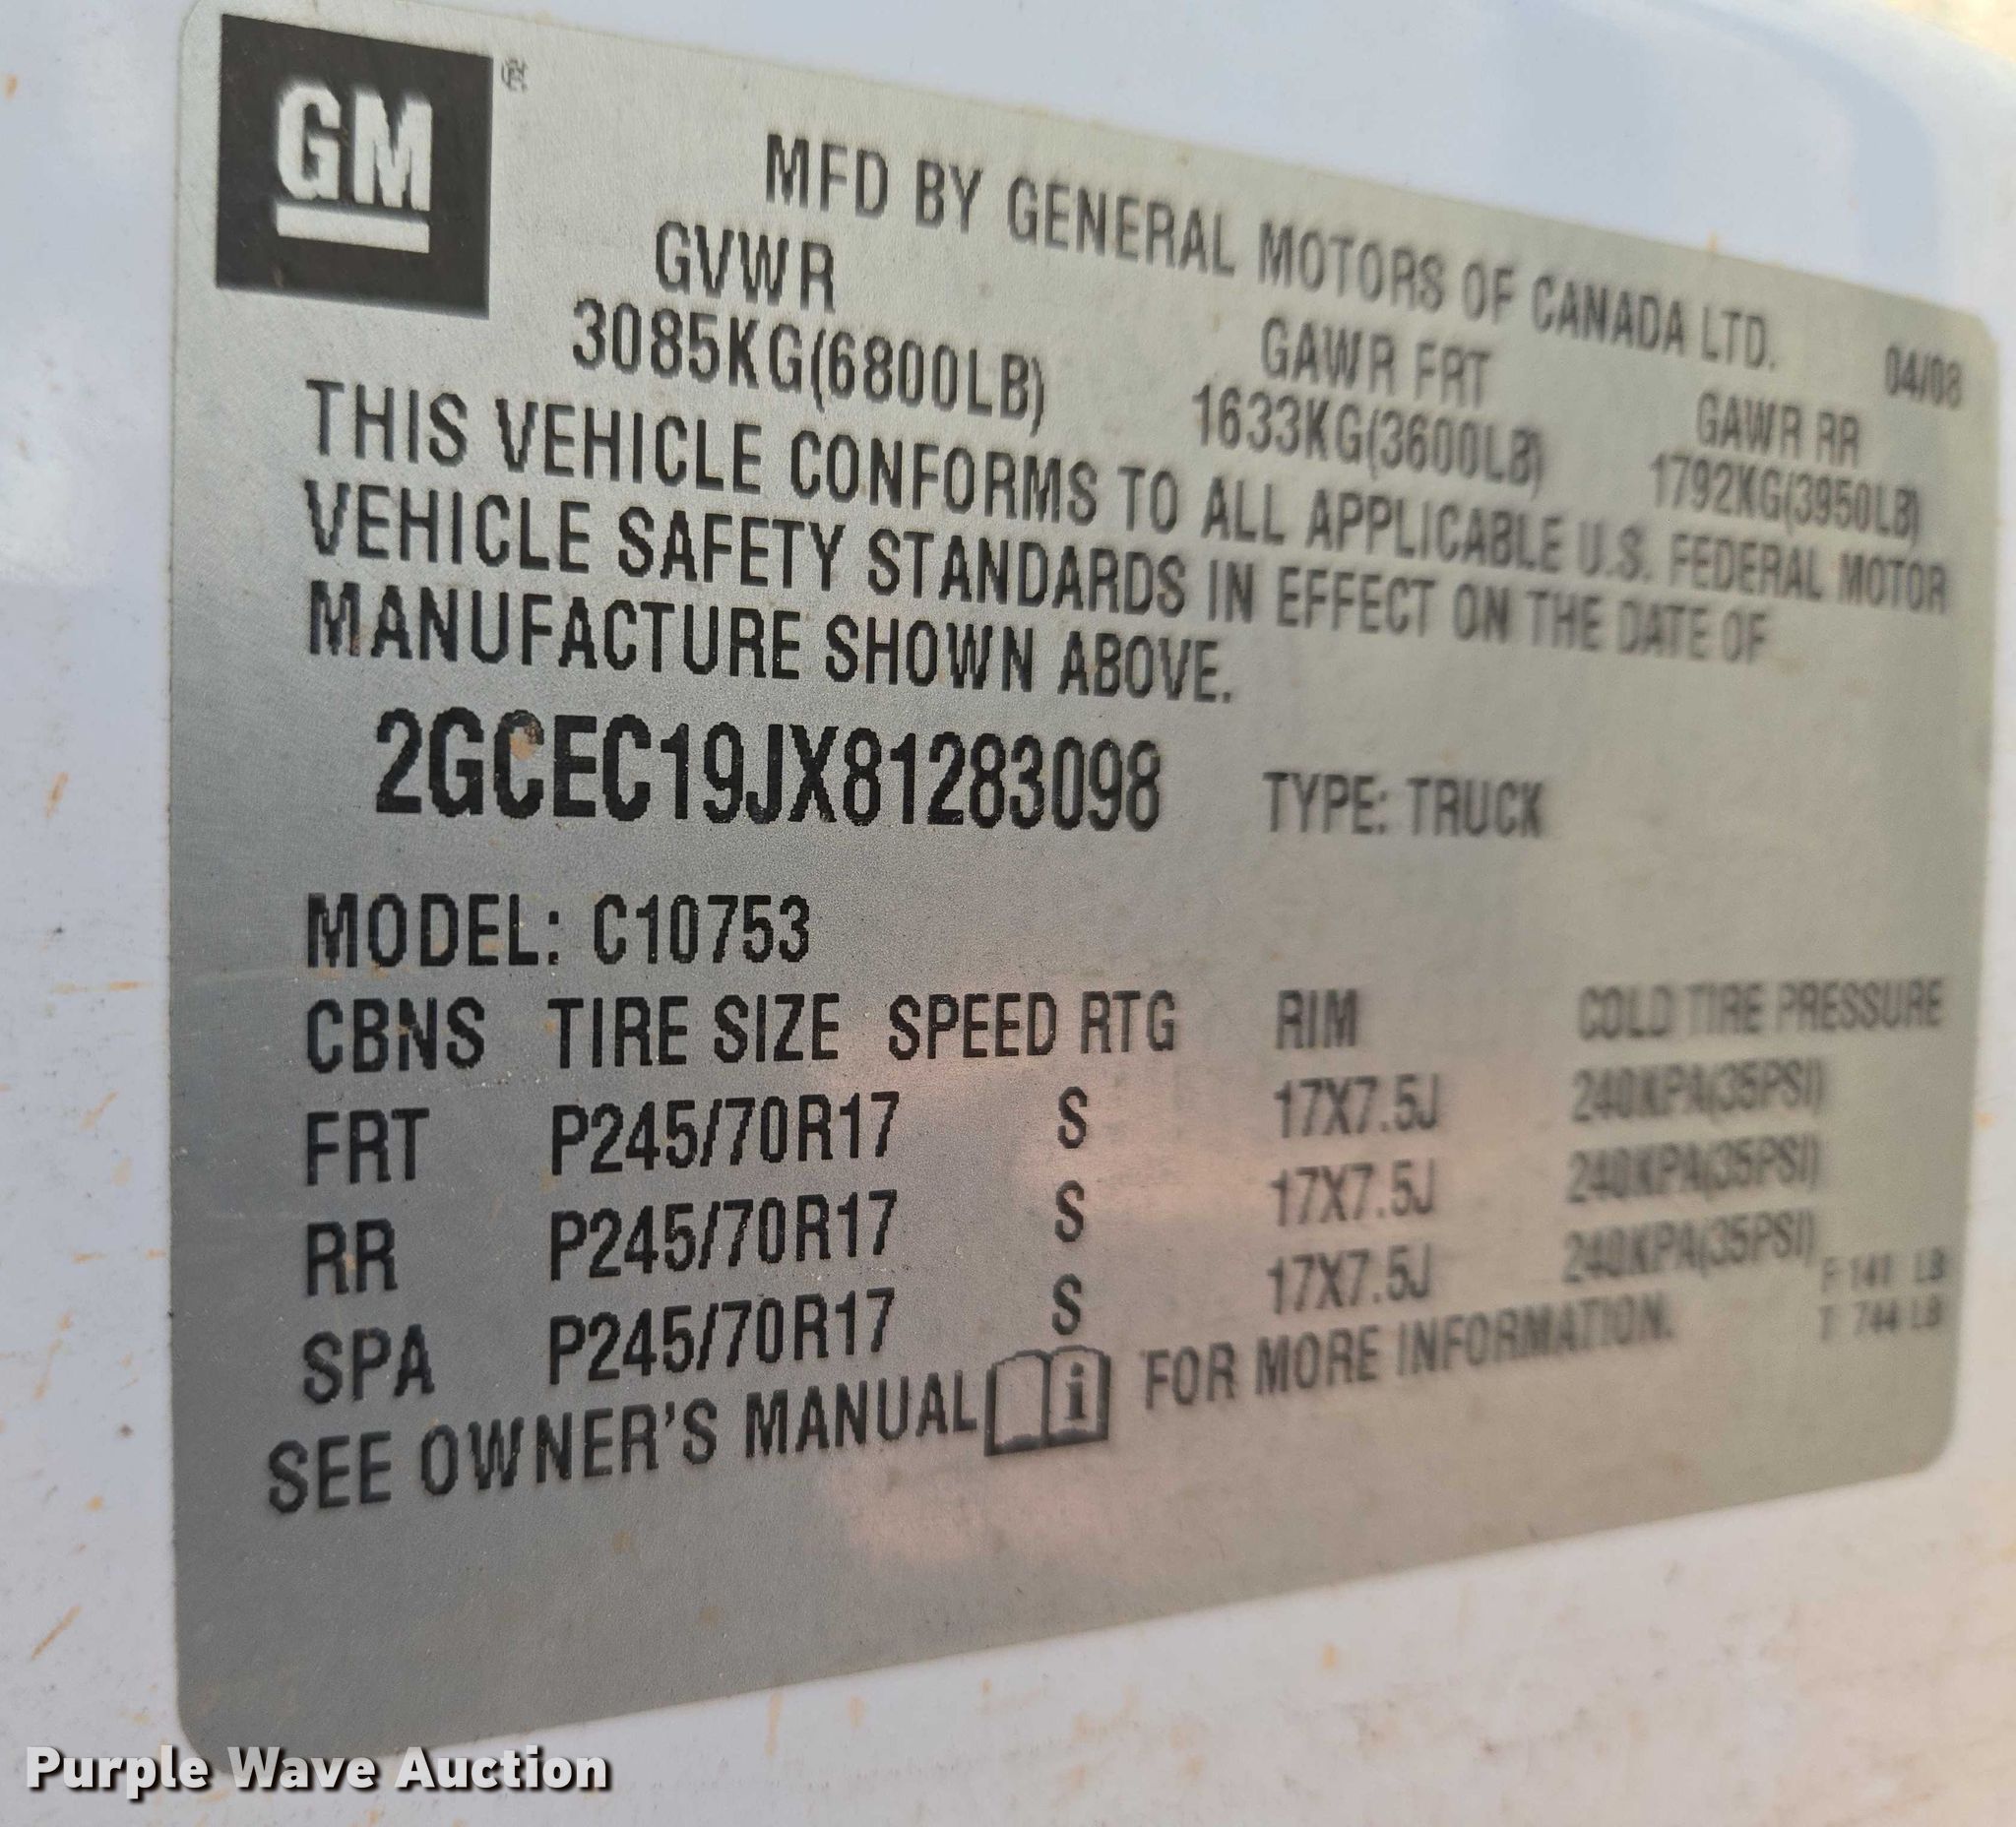 GM ®
MFD BY GENERAL MOTORS OF CANADA LTD.
04/08
GVWR GAWR FRT GAWR RR
3085KG(6800LB) 1633KG(3600LB) 1792KG(3950LB)
THIS VEHICLE CONFORMS TO ALL APPLICABLE U.S. FEDERAL MOTOR
VEHICLE SAFETY STANDARDS IN EFFECT ON THE DATE OF
MANUFACTURE SHOWN ABOVE.
2GCEC19JX81283098 TYPE: TRUCK
MODEL: C10753
CBNS TIRE SIZE SPEED RTG RIM COLD TIRE PRESSURE
FRT P245/70R17 S 17X7.5J 240KPA(35PSI)
RR P245/70R17 S 17X7.5J 240KPA(35PSI)
SPA P245/70R17 S 17X7.5J 240KPA(35PSI)
F 141 LB
T 744 LB
SEE OWNER'S MANUAL i FOR MORE INFORMATION.
Purple Wave Auction